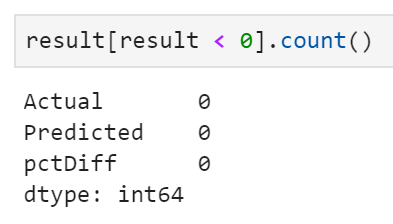 result[result < 0].count()
Actual 0
Predicted 0
pctDiff 0
dtype: int64